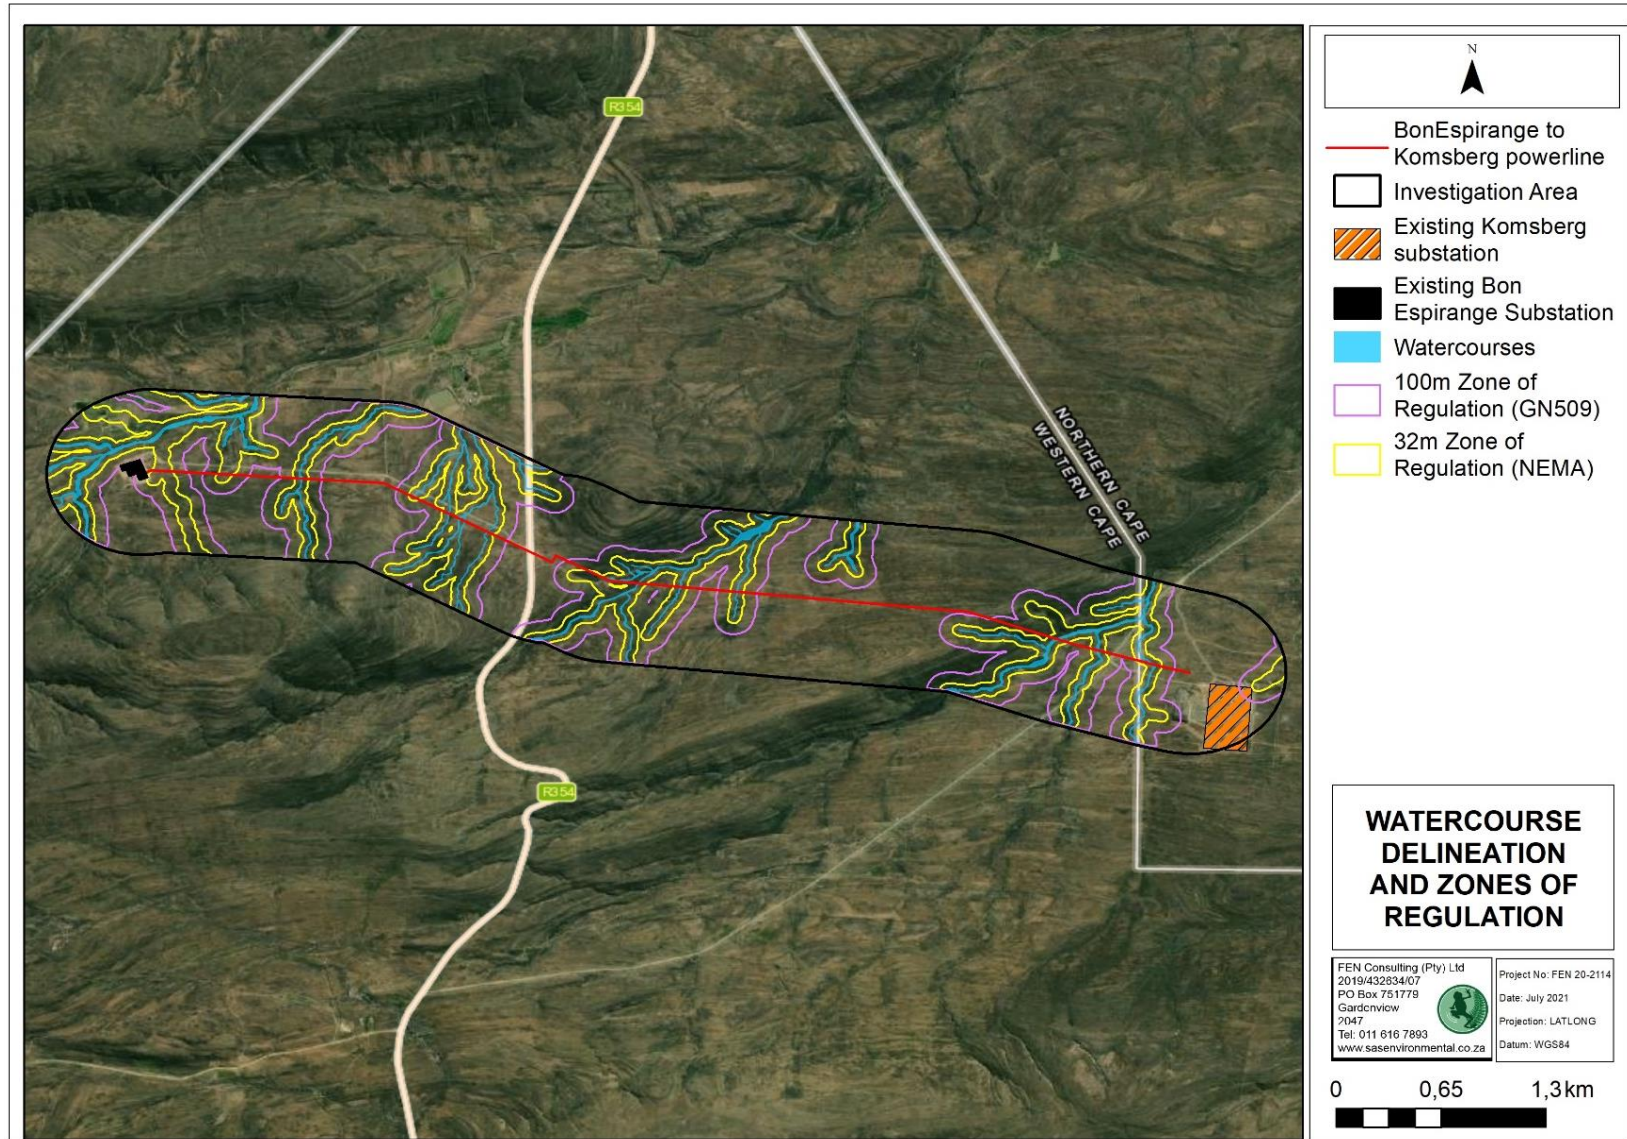 R354
NORTHERN CAPE
WESTERN CAPE
R354
N
BonEspirange to
Komsberg powerline
Investigation Area
Existing Komsberg
substation
Existing Bon
Espirange Substation
Watercourses
100m Zone of
Regulation (GN509)
32m Zone of
Regulation (NEMA)
WATERCOURSE
DELINEATION
AND ZONES OF
REGULATION
FEN Consulting (Pty) Ltd
2019/432634/07
PO Box 751779
Gardenview
2047
Tel: 011 616 7893
www.sasenvironmental.co.za
Project No: FEN 20-2114
Date: July 2021
Projection: LATLONG
Datum: WGS84
0 0,65 1,3 km